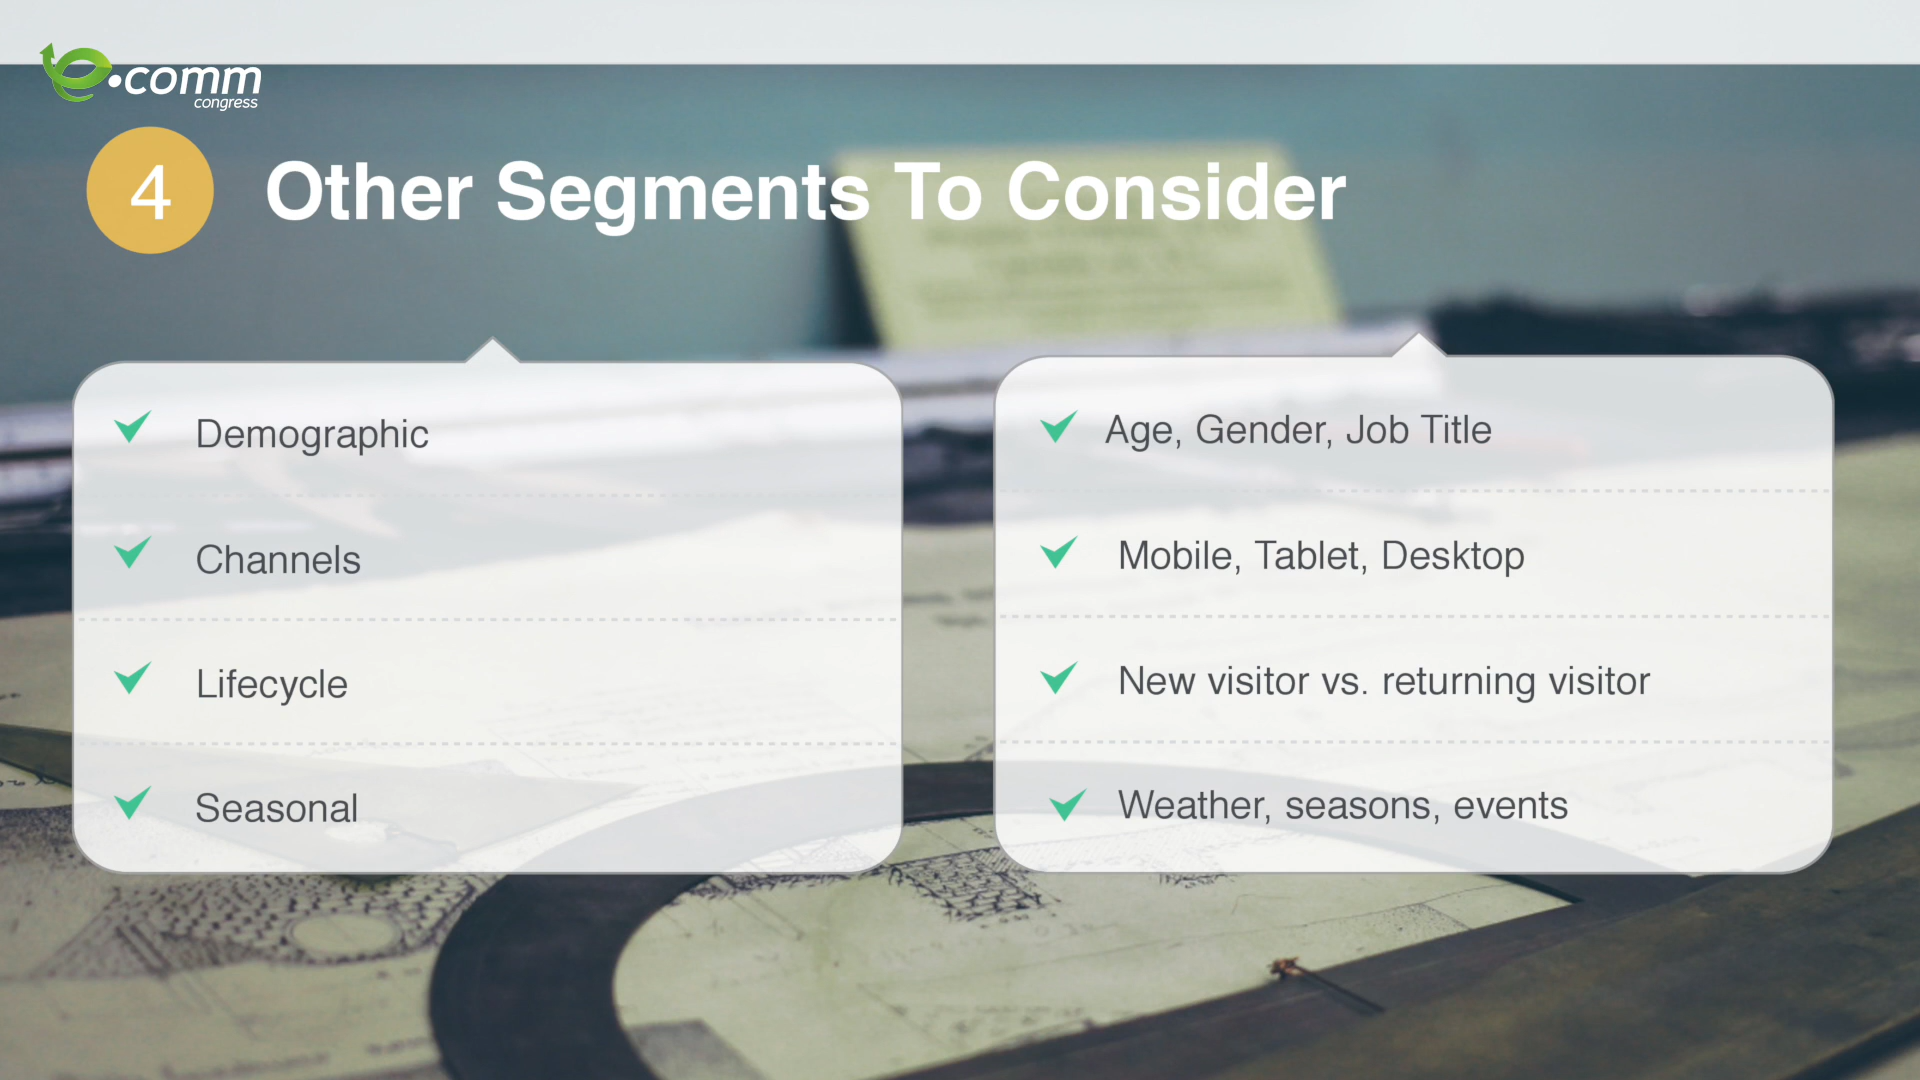 e.comm
congress
4
Other Segments To Consider
Demographic
Channels
Lifecycle
Seasonal
Age, Gender, Job Title
Mobile, Tablet, Desktop
New visitor vs. returning visitor
Weather, seasons, events